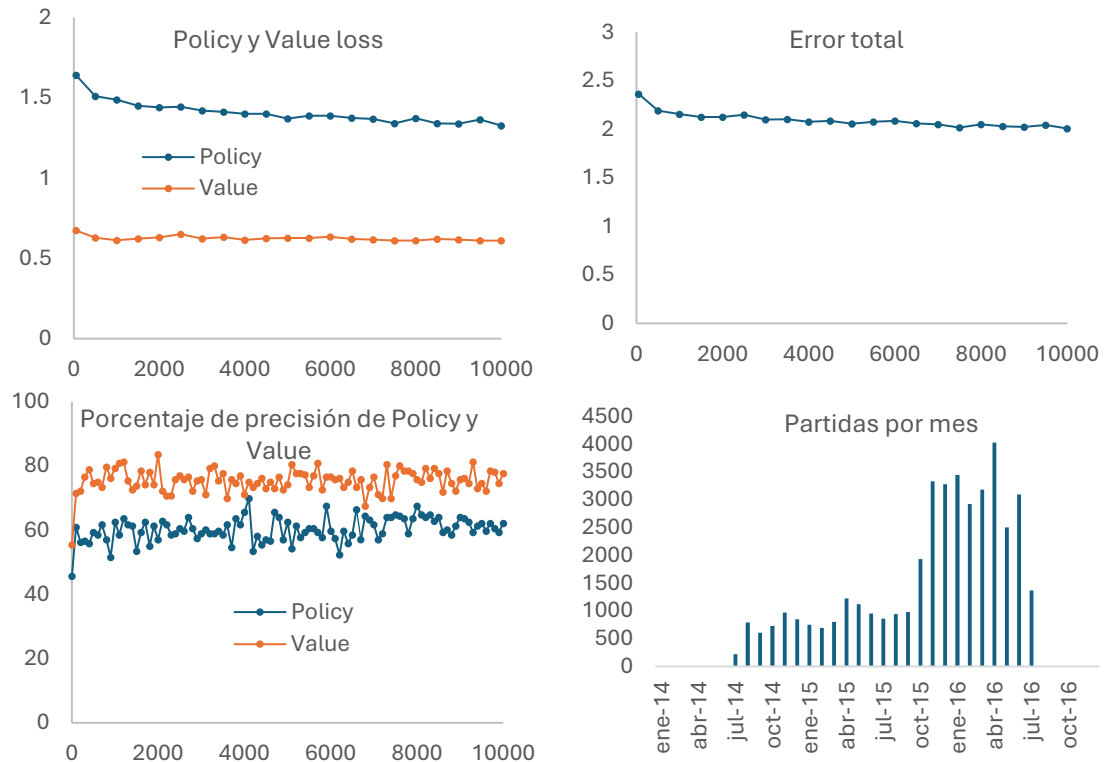 Policy y Value loss
2
1.5
1
0.5
0
Policy
Value
0 2000 4000 6000 8000 10000
Error total
3
2.5
2
1.5
1
0.5
0
0 2000 4000 6000 8000 10000
Porcentaje de precisión de Policy y
Value
100
80
60
40
20
0
Policy
Value
0 2000 4000 6000 8000 10000
Partidas por mes
4500
4000
3500
3000
2500
2000
1500
1000
500
0
ene-14
abr-14
jul-14
oct-14
ene-15
abr-15
jul-15
oct-15
ene-16
abr-16
jul-16
oct-16